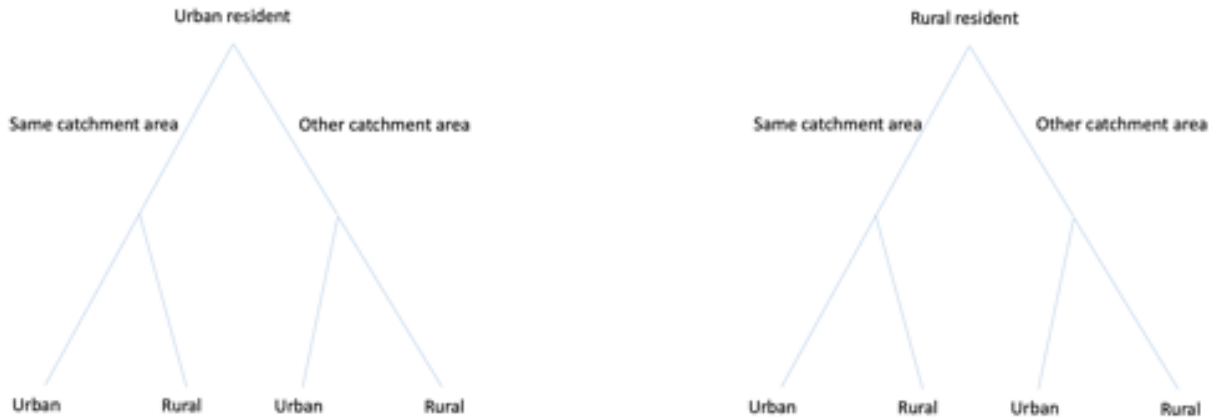 Urban resident
Same catchment area
Other catchment area
Urban
Rural
Urban
Rural
Rural resident
Same catchment area
Other catchment area
Urban
Rural
Urban
Rural